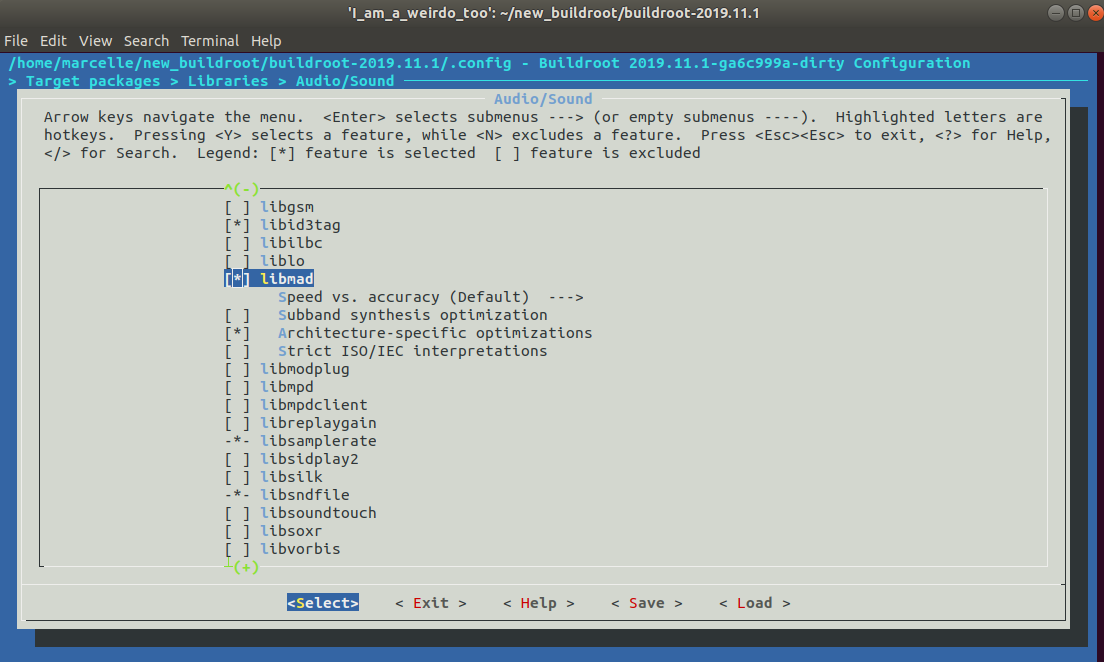 'I_am_a_weirdo_too': ~/new_buildroot/buildroot-2019.11.1
File Edit View Search Terminal Help
/home/marcelle/new_buildroot/buildroot-2019.11.1/.config - Buildroot 2019.11.1-ga6c999a-dirty Configuration
> Target packages > Libraries > Audio/Sound
Audio/Sound
Arrow keys navigate the menu.  <Enter> selects submenus ---> (or empty submenus ----).  Highlighted letters are
hotkeys.  Pressing <Y> selects a feature, while <N> excludes a feature.  Press <Esc><Esc> to exit, <?> for Help,
</> for Search.  Legend: [*] feature is selected  [ ] feature is excluded
^(-)
[ ] libgsm
[*] libid3tag
[ ] libilbc
[ ] liblo
[*] libmad
Speed vs. accuracy (Default)  --->
[ ]   Subband synthesis optimization
[*]   Architecture-specific optimizations
[ ]   Strict ISO/IEC interpretations
[ ] libmodplug
[ ] libmpd
[ ] libmpdclient
[ ] libreplaygain
-*- libsamplerate
[ ] libsidplay2
[ ] libsilk
-*- libsndfile
[ ] libsoundtouch
[ ] libsoxr
[ ] libvorbis
┴(+)
<Select>    < Exit >    < Help >    < Save >    < Load >